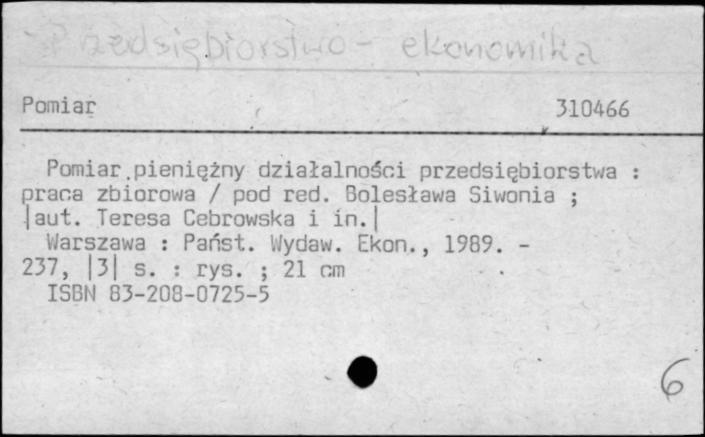 Przedsiębiorstwo - ekonomika
Pomiar 310466
Pomiar pieniężny działalności przedsiębiorstwa :
praca zbiorowa / pod red. Bolesława Siwonia ;
|aut. Teresa Cebrowska i in.|
Warszawa : Państ. Wydaw. Ekon., 1989. -
237, |3| s. : rys. ; 21 cm
ISBN 83-208-0725-5
6